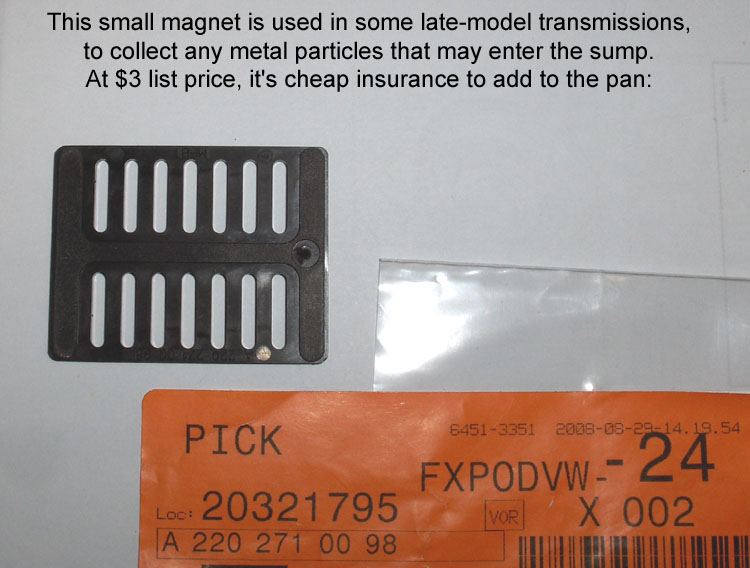 This small magnet is used in some late-model transmissions,
to collect any metal particles that may enter the sump.
At $3 list price, it's cheap insurance to add to the pan:
PICK
6451-3351 2008-08-29-14.19.54
FXPODVW-- 24
Loc: 20321795
VOR
X 002
A 220 271 00 98